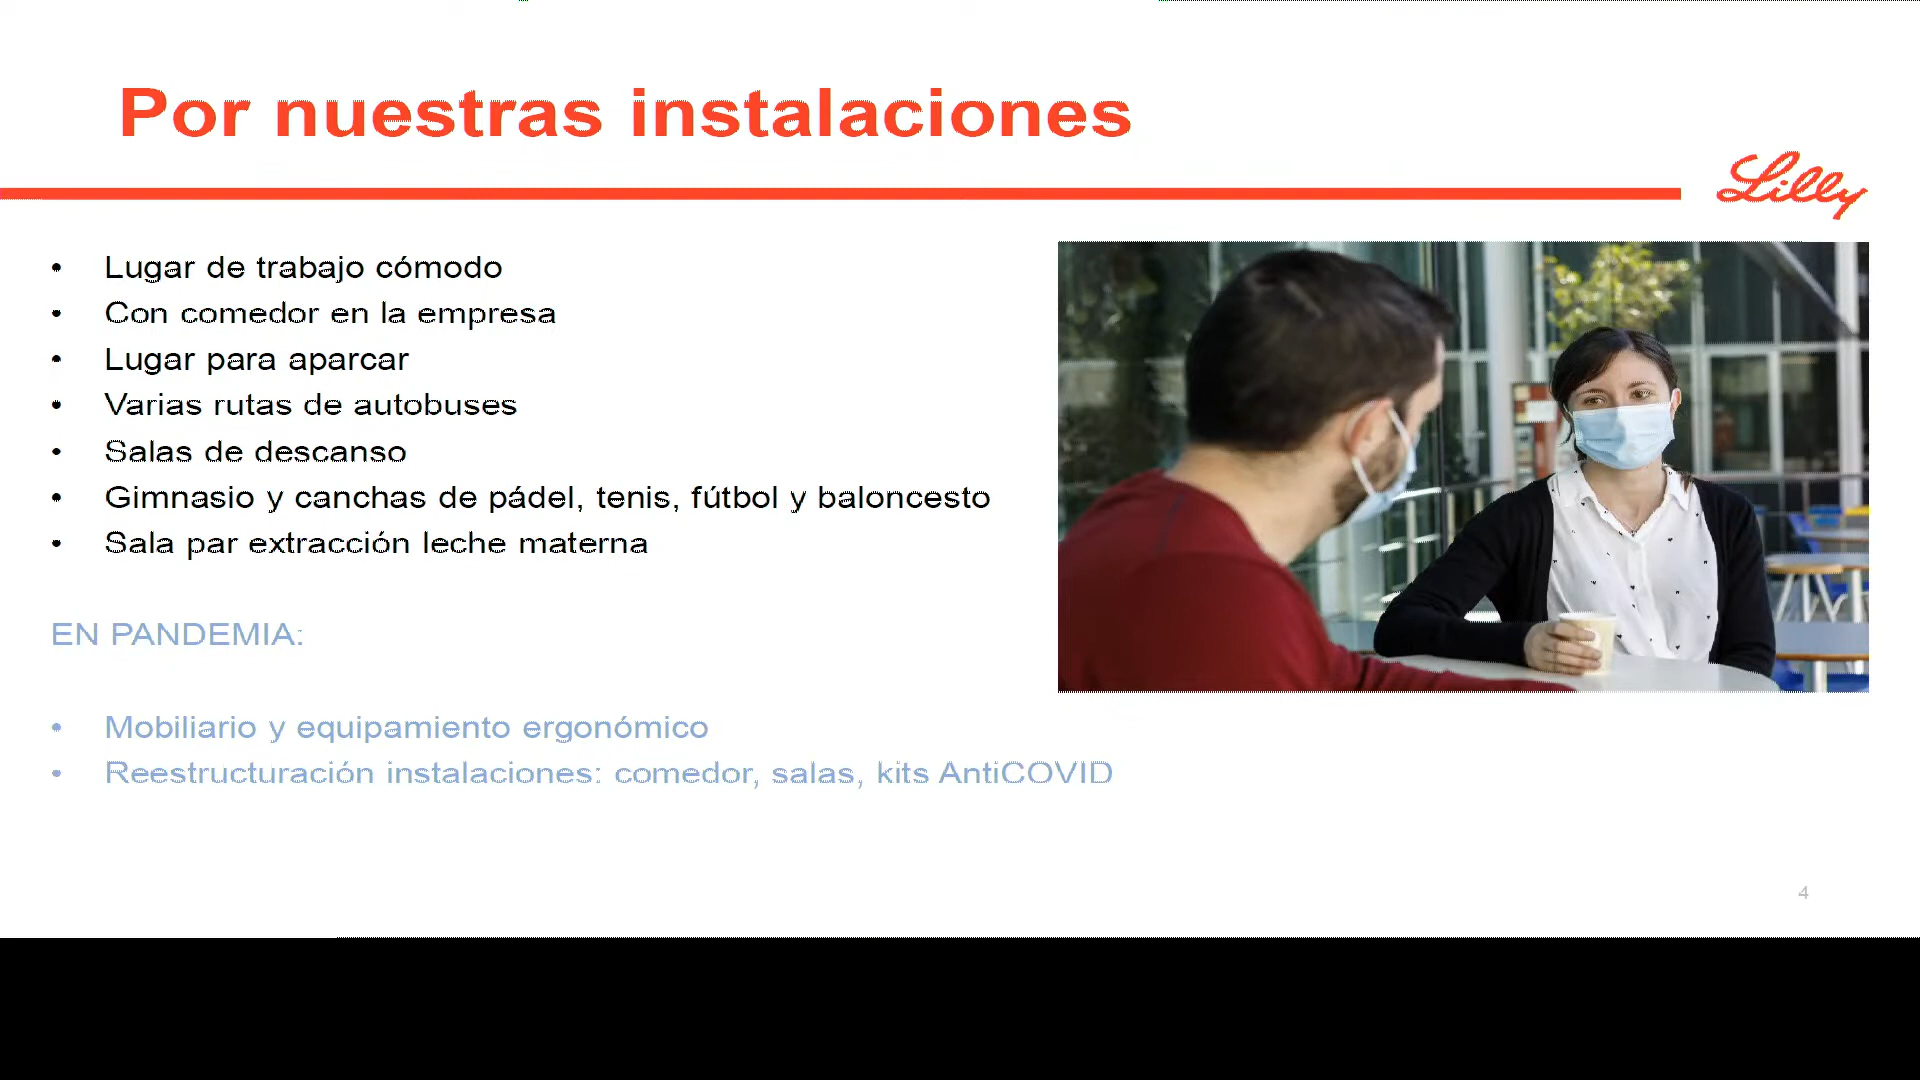 Por nuestras instalaciones
Lilly
• Lugar de trabajo cómodo
• Con comedor en la empresa
• Lugar para aparcar
• Varias rutas de autobuses
• Salas de descanso
• Gimnasio y canchas de pádel, tenis, fútbol y baloncesto
• Sala par extracción leche materna
EN PANDEMIA:
• Mobiliario y equipamiento ergonómico
• Reestructuración instalaciones: comedor, salas, kits AntiCOVID
4